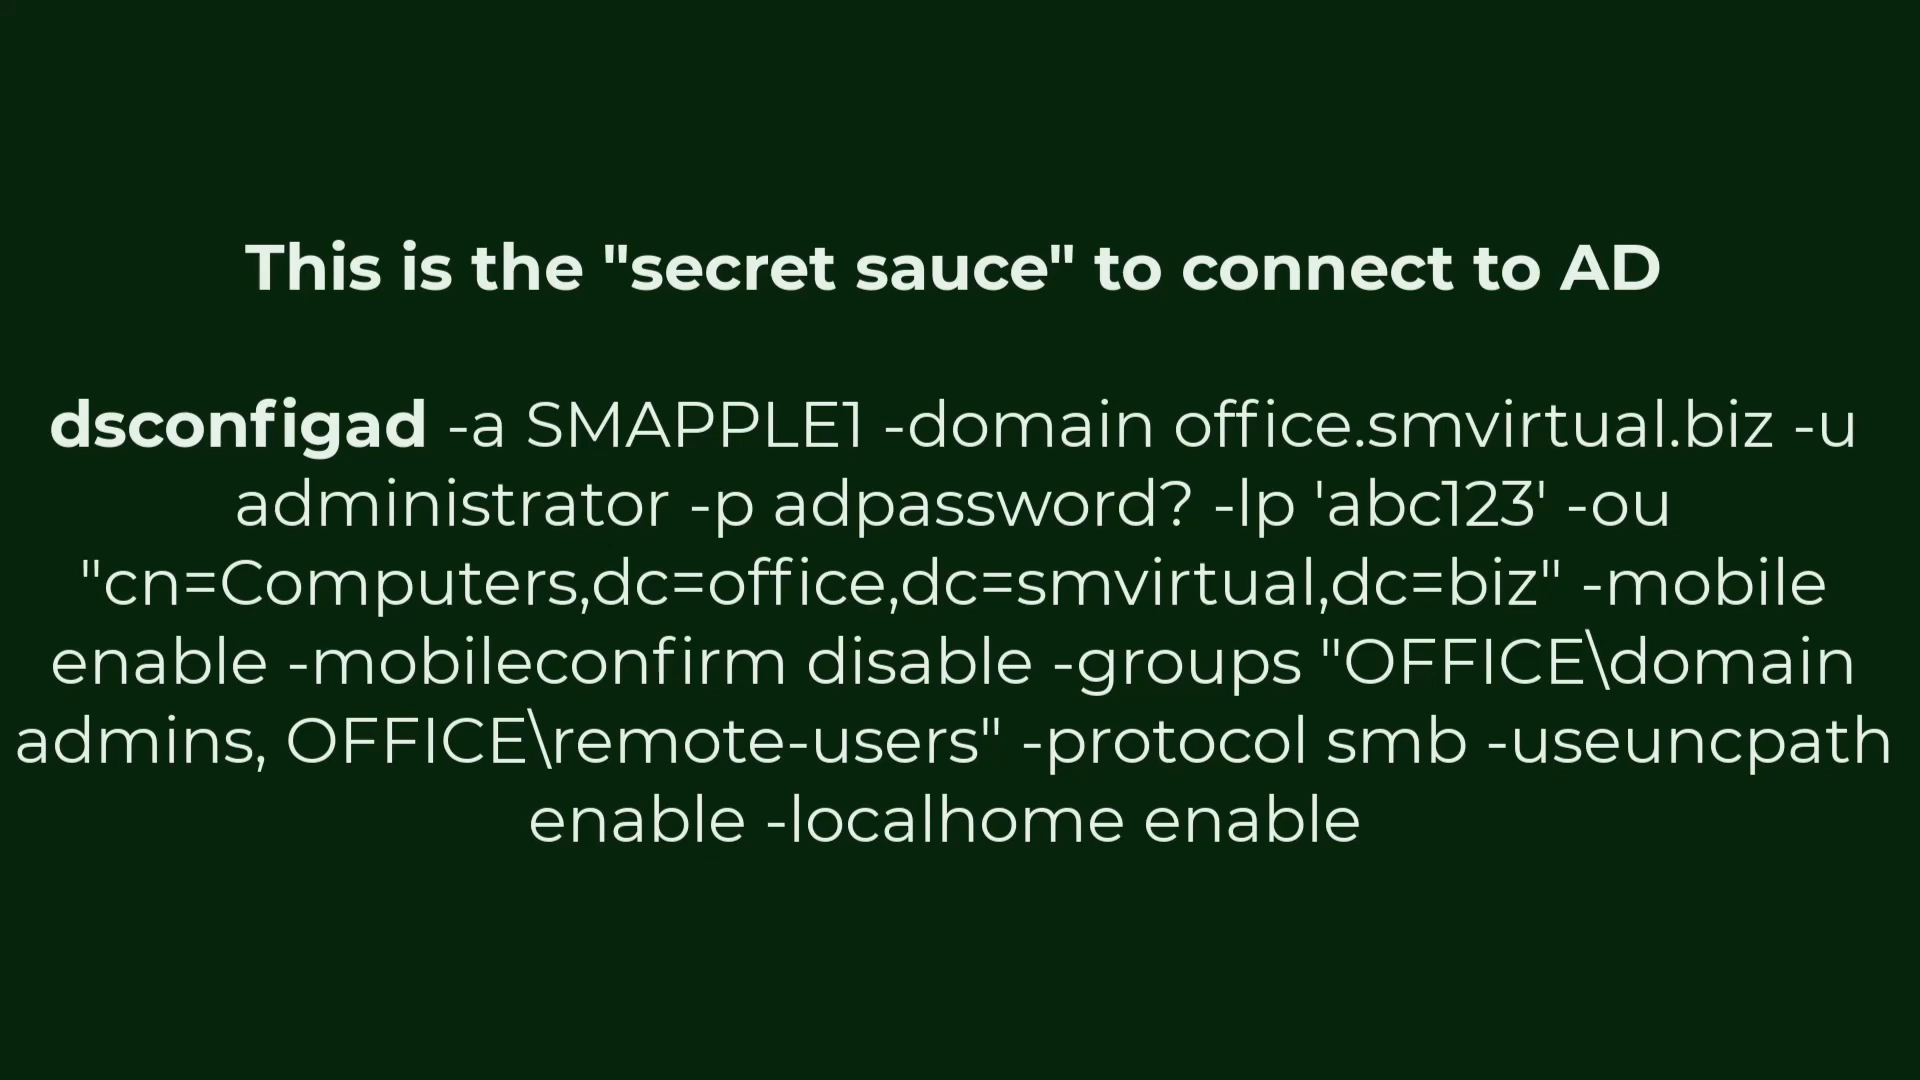 This is the "secret sauce" to connect to AD
dsconfigad -a SMAPPLE1 -domain office.smvirtual.biz -u
administrator -p adpassword? -lp 'abc123' -ou
"cn=Computers,dc=office,dc=smvirtual,dc=biz" -mobile
enable -mobileconfirm disable -groups "OFFICE\domain
admins, OFFICE\remote-users" -protocol smb -useuncpath
enable -localhome enable